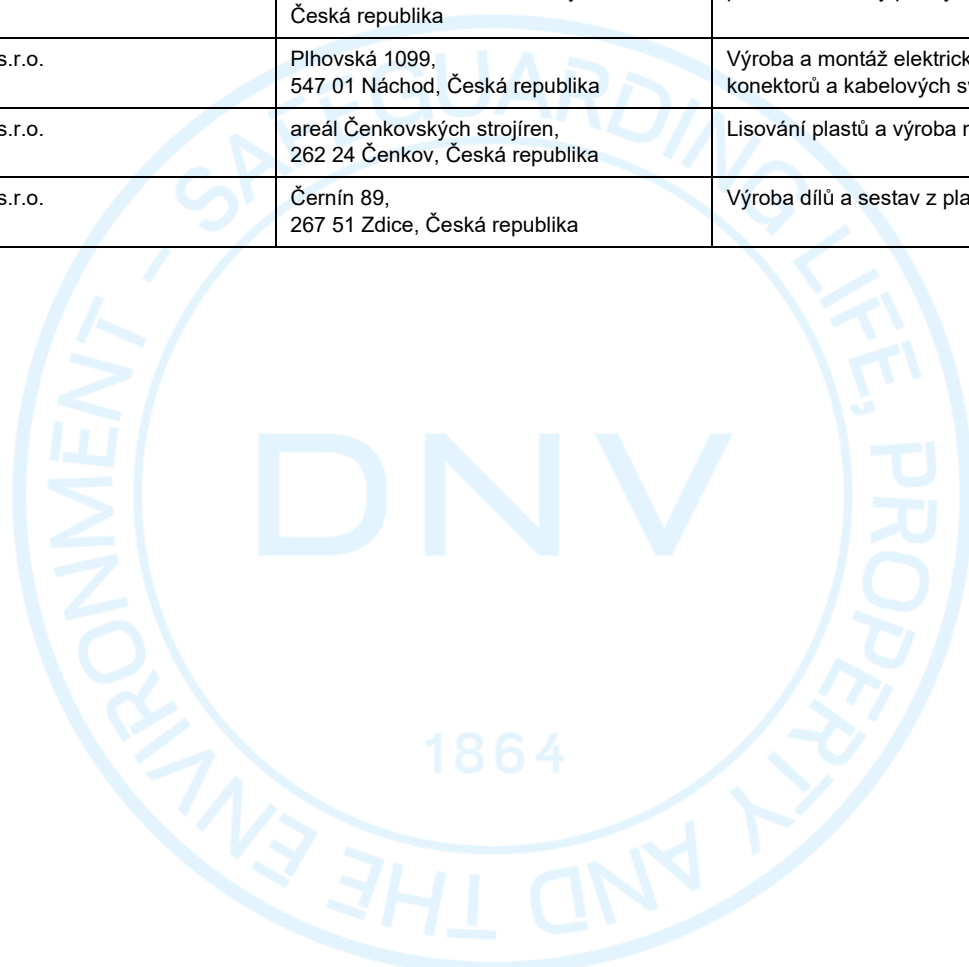 Česká republika
s.r.o.
Plhovská 1099,
547 01 Náchod, Česká republika
Výroba a montáž elektrick
konektorů a kabelových s
s.r.o.
areál Čenkovských strojíren,
262 24 Čenkov, Česká republika
Lisování plastů a výroba
s.r.o.
Černín 89,
267 51 Zdice, Česká republika
Výroba dílů a sestav z pla
SAFEGUARDING LIFE, PROPERTY AND THE ENVIRONMENT -
DNV
1864